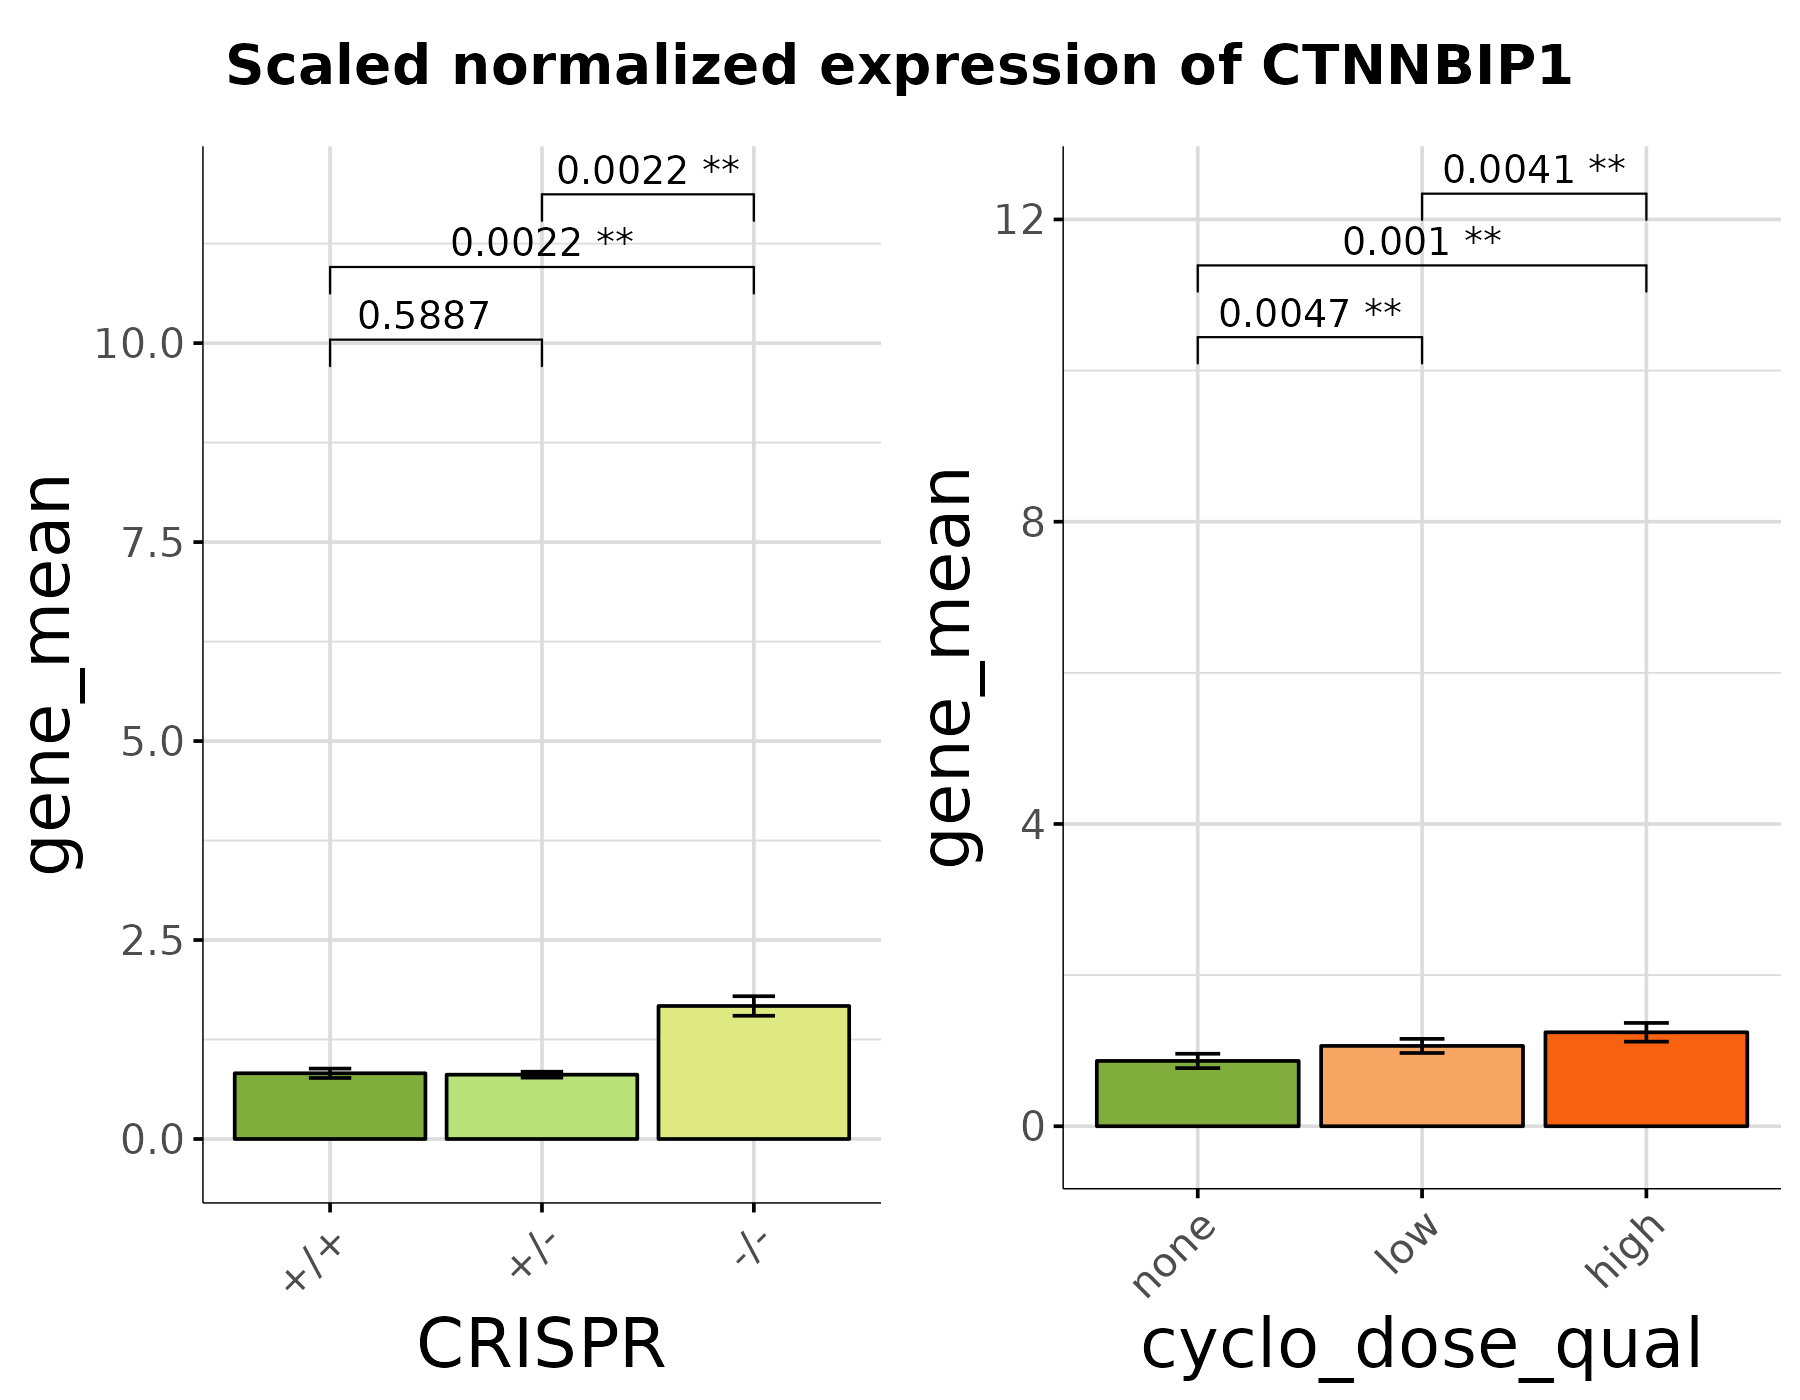 Scaled normalized expression of CTNNBIP1
gene_mean
10.0
7.5
5.0
2.5
0.0
0.0022 **
0.0022 **
0.5887
+/+
+/-
-/-
CRISPR
gene_mean
12
8
4
0
0.0041 **
0.001 **
0.0047 **
none
low
high
cyclo_dose_qual